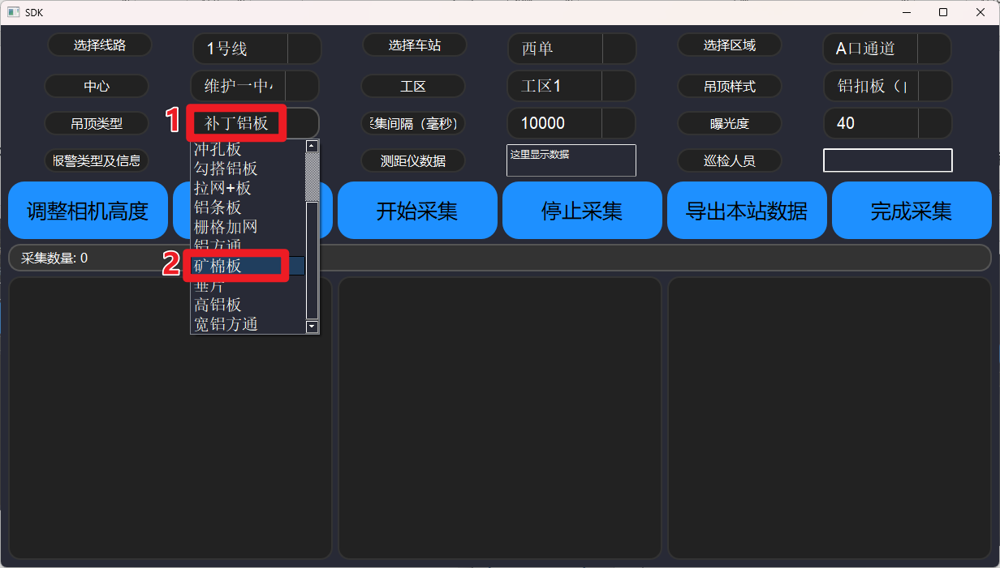 SDK
选择线路 1号线 选择车站 西单 选择区域 A口通道
中心 维护一中 工区 工区1 吊顶样式 铝扣板（
吊顶类型 1 补丁铝板 采集间隔（毫秒） 10000 曝光度 40
报警类型及信息 测距仪数据 这里显示数据 巡检人员
冲孔板
勾搭铝板
拉网+板
铝条板
栅格加网
铝方通
2 矿棉板
垂片
高铝板
宽铝方通
调整相机高度 开始采集 停止采集 导出本站数据 完成采集
采集数量: 0